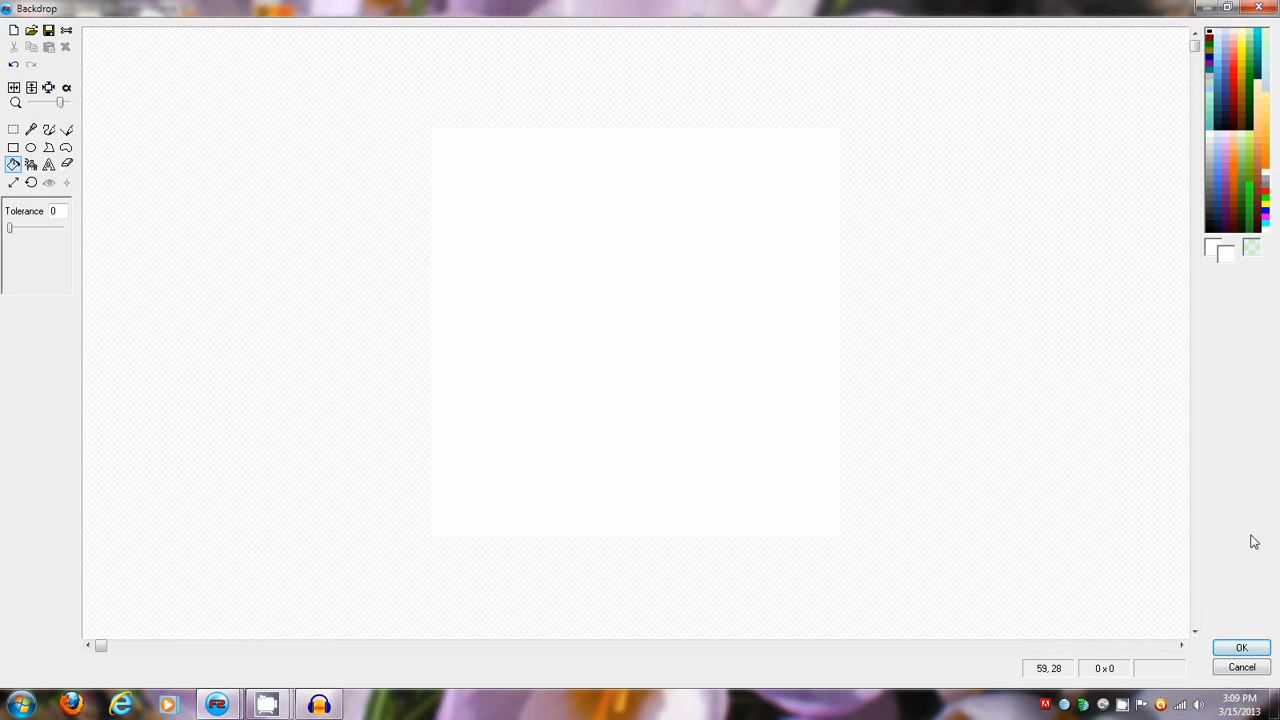 Backdrop
Tolerance 0
59, 28
0 x 0
OK
Cancel
3:09 PM
3/15/2013